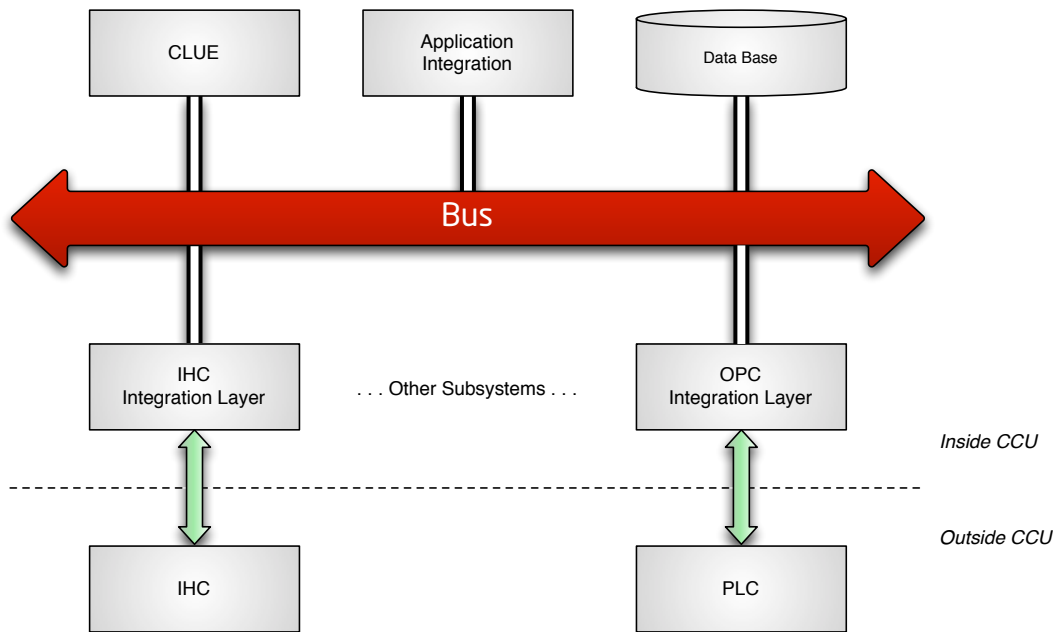 CLUE
Application
Integration
Data Base
Bus
IHC
Integration Layer
. . . Other Subsystems . . .
OPC
Integration Layer
Inside CCU
Outside CCU
IHC
PLC